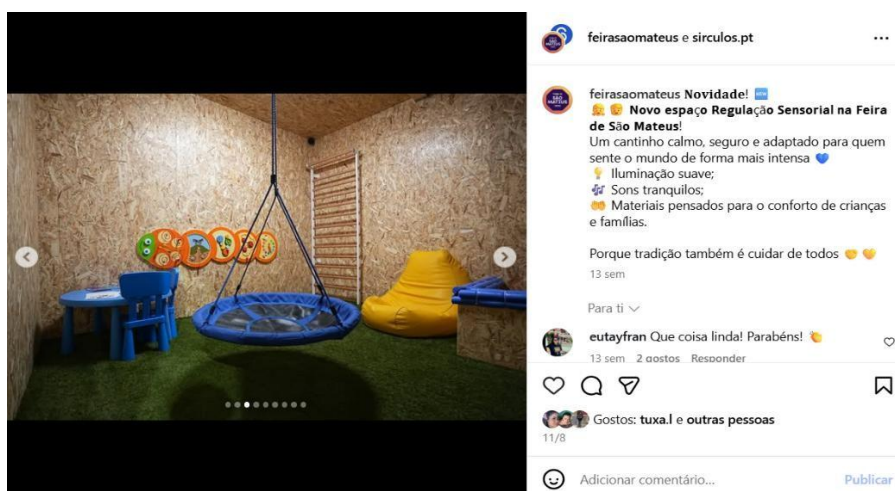 feirasaomateus e sirculos.pt
feirasaomateus Novidade! 🆕
👧 👦 Novo espaço Regulação Sensorial na Feira
de São Mateus!
Um cantinho calmo, seguro e adaptado para quem
sente o mundo de forma mais intensa 💙
💡 Iluminação suave;
🎶 Sons tranquilos;
🤲 Materiais pensados para o conforto de crianças
e famílias.
Porque tradição também é cuidar de todos 🤝 🧡
13 sem
Para ti
eutayfran Que coisa linda! Parabéns! 👏
13 sem 2 gostos Responder
Gostos: tuxa.l e outras pessoas
11/8
Adicionar comentário...
Publicar